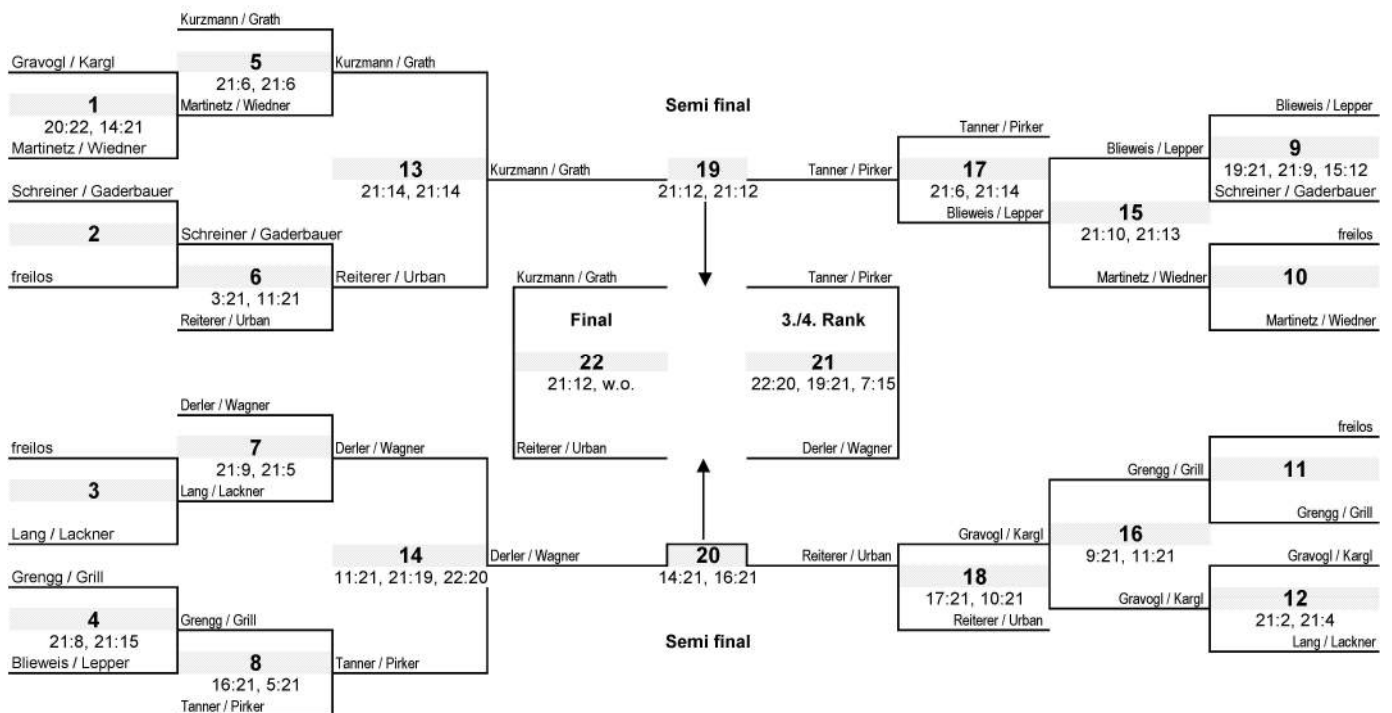 Kurzmann / Grath
Gravogl / Kargl
5
Kurzmann / Grath
21:6, 21:6
1
Martinetz / Wiedner
20:22, 14:21
Martinetz / Wiedner
13
Kurzmann / Grath
21:14, 21:14
Schreiner / Gaderbauer
2
Schreiner / Gaderbauer
freilos
6
Reiterer / Urban
3:21, 11:21
Reiterer / Urban
Derler / Wagner
freilos
7
Derler / Wagner
21:9, 21:5
3
Lang / Lackner
Lang / Lackner
14
Derler / Wagner
11:21, 21:19, 22:20
Grengg / Grill
4
Grengg / Grill
21:8, 21:15
Blieweis / Lepper
8
Tanner / Pirker
16:21, 5:21
Tanner / Pirker
Semi final
19
21:12, 21:12
Kurzmann / Grath
Final
22
21:12, w.o.
Reiterer / Urban
Tanner / Pirker
3./4. Rank
21
22:20, 19:21, 7:15
Derler / Wagner
20
14:21, 16:21
Semi final
Tanner / Pirker
Tanner / Pirker
17
21:6, 21:14
Blieweis / Lepper
Blieweis / Lepper
15
21:10, 21:13
Martinetz / Wiedner
Blieweis / Lepper
9
19:21, 21:9, 15:12
Schreiner / Gaderbauer
freilos
10
Martinetz / Wiedner
Reiterer / Urban
Gravogl / Kargl
18
17:21, 10:21
Reiterer / Urban
Grengg / Grill
16
9:21, 11:21
Gravogl / Kargl
freilos
11
Grengg / Grill
Gravogl / Kargl
12
21:2, 21:4
Lang / Lackner